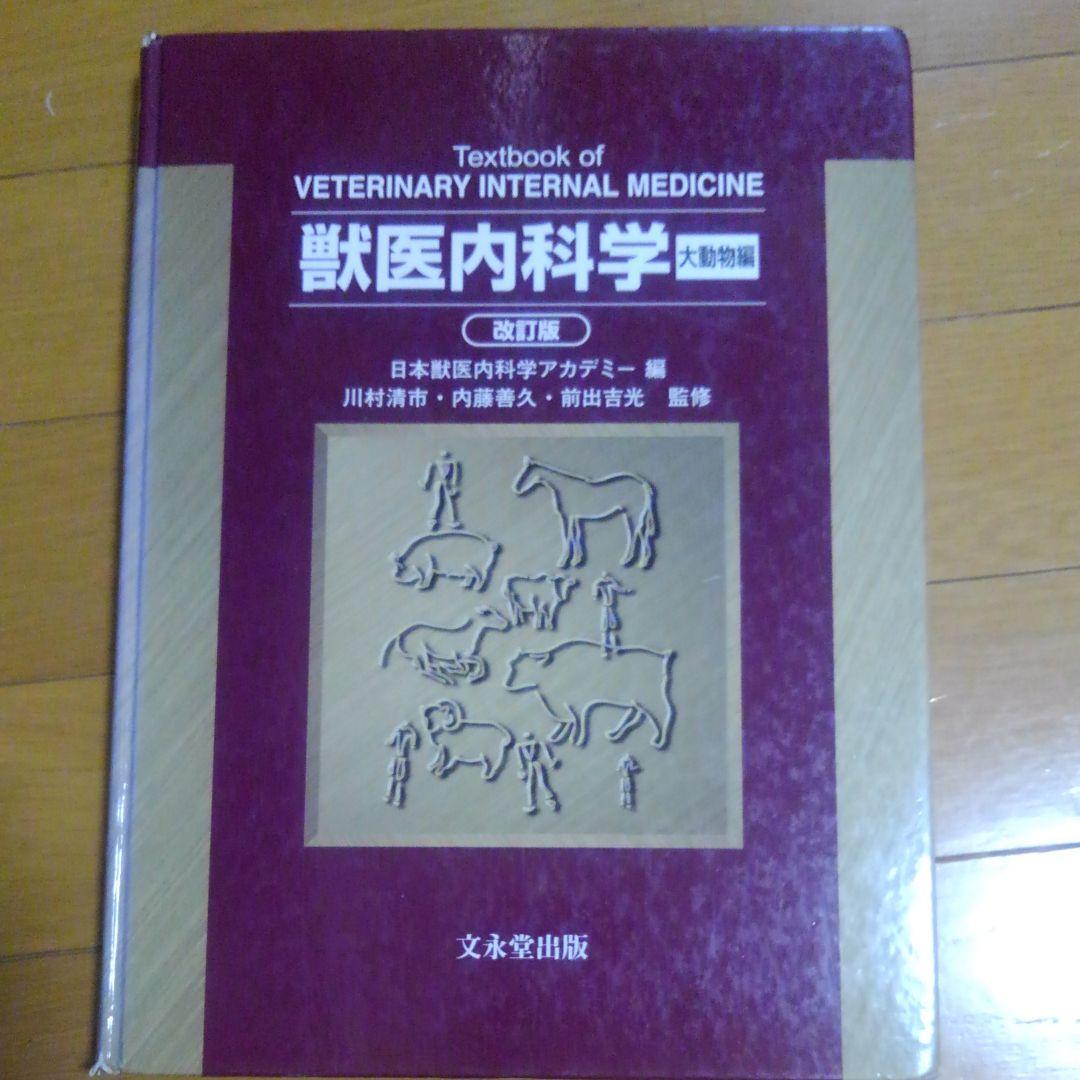 Textbook of
VETERINARY INTERNAL MEDICINE
獣医内科学 大動物編
改訂版
日本獣医内科学アカデミー 編
川村清市・内藤善久・前出吉光 監修
文永堂出版